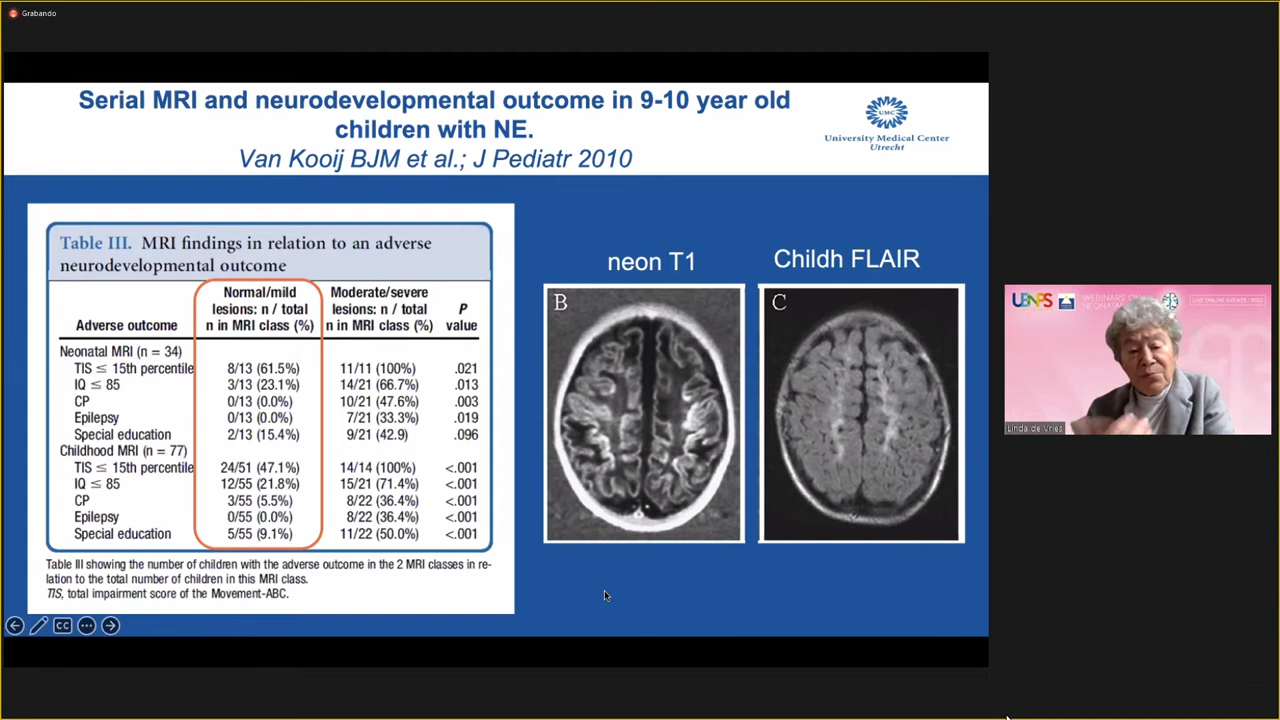 Grabando
Serial MRI and neurodevelopmental outcome in 9-10 year old
children with NE.
Van Kooij BJM et al.; J Pediatr 2010
UMC
University Medical Center
Utrecht
Table III. MRI findings in relation to an adverse
neurodevelopmental outcome
Adverse outcome
Normal/mild
lesions: n / total
n in MRI class (%)
Moderate/severe
lesions: n / total
n in MRI class (%)
P
value
Neonatal MRI (n = 34)
TIS ≤ 15th percentile 8/13 (61.5%) 11/11 (100%) .021
IQ ≤ 85 3/13 (23.1%) 14/21 (66.7%) .013
CP 0/13 (0.0%) 10/21 (47.6%) .003
Epilepsy 0/13 (0.0%) 7/21 (33.3%) .019
Special education 2/13 (15.4%) 9/21 (42.9) .096
Childhood MRI (n = 77)
TIS ≤ 15th percentile 24/51 (47.1%) 14/14 (100%) <.001
IQ ≤ 85 12/55 (21.8%) 15/21 (71.4%) <.001
CP 3/55 (5.5%) 8/22 (36.4%) <.001
Epilepsy 0/55 (0.0%) 8/22 (36.4%) <.001
Special education 5/55 (9.1%) 11/22 (50.0%) <.001
Table III showing the number of children with the adverse outcome in the 2 MRI classes in re-
lation to the total number of children in this MRI class.
TIS, total impairment score of the Movement-ABC.
neon T1
Childh FLAIR
B
C
CC
Linda de Vries